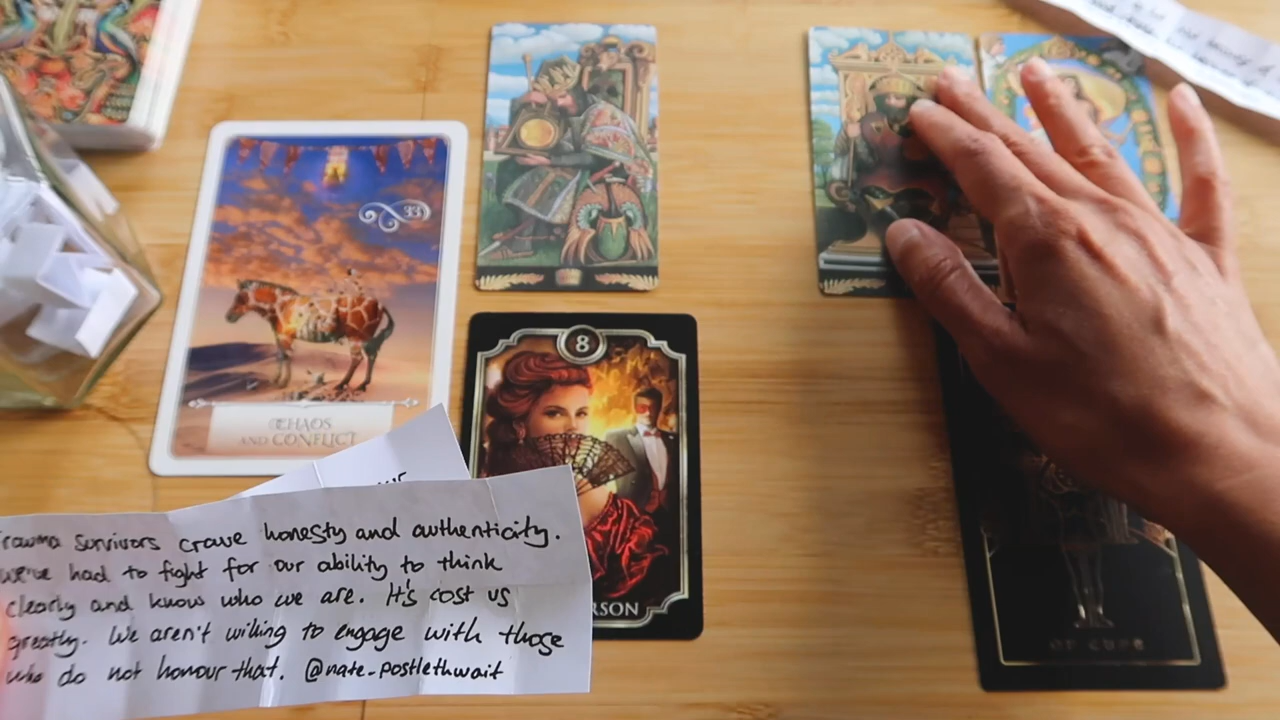 33
CHAOS
AND CONFLICT
8
RSON
rauma survivors crave honesty and authenticity.
we've had to fight for our ability to think
clearly and know who we are. It's cost us
greatly. We aren't willing to engage with those
who do not honour that. @nate_postlethwait
OF CUPS